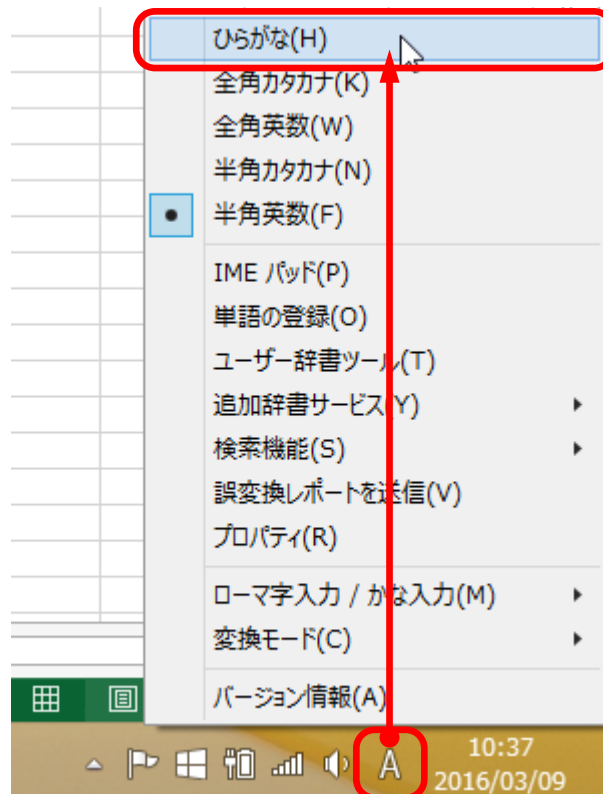 ひらがな(H)
全角カタカナ(K)
全角英数(W)
半角カタカナ(N)
半角英数(F)
IME パッド(P)
単語の登録(O)
ユーザー辞書ツール(T)
追加辞書サービス(Y)
検索機能(S)
誤変換レポートを送信(V)
プロパティ(R)
ローマ字入力 / かな入力(M)
変換モード(C)
バージョン情報(A)
A
10:37
2016/03/09